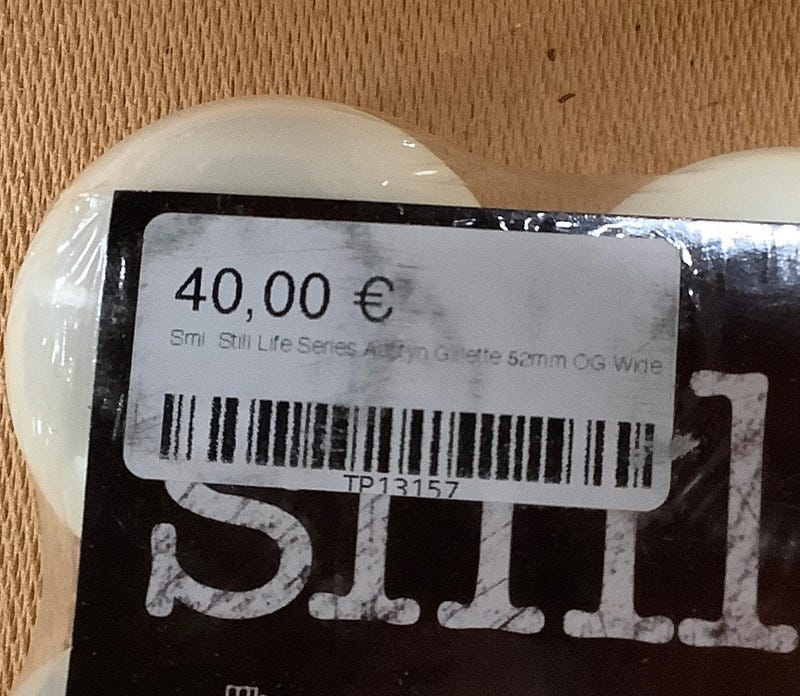 40,00 €
Sml Still Life Series Austyn Gillette 52mm OG Wide
TP13157
sml